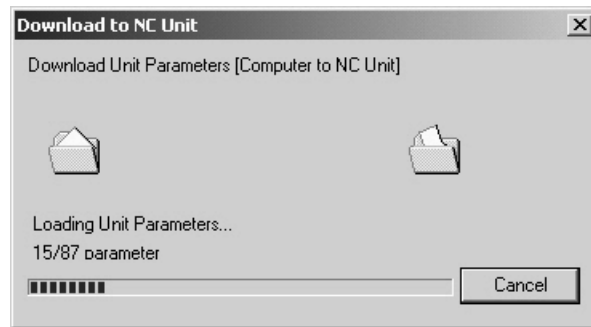 Download to NC Unit
Download Unit Parameters [Computer to NC Unit]
Loading Unit Parameters...
15/87 parameter
Cancel